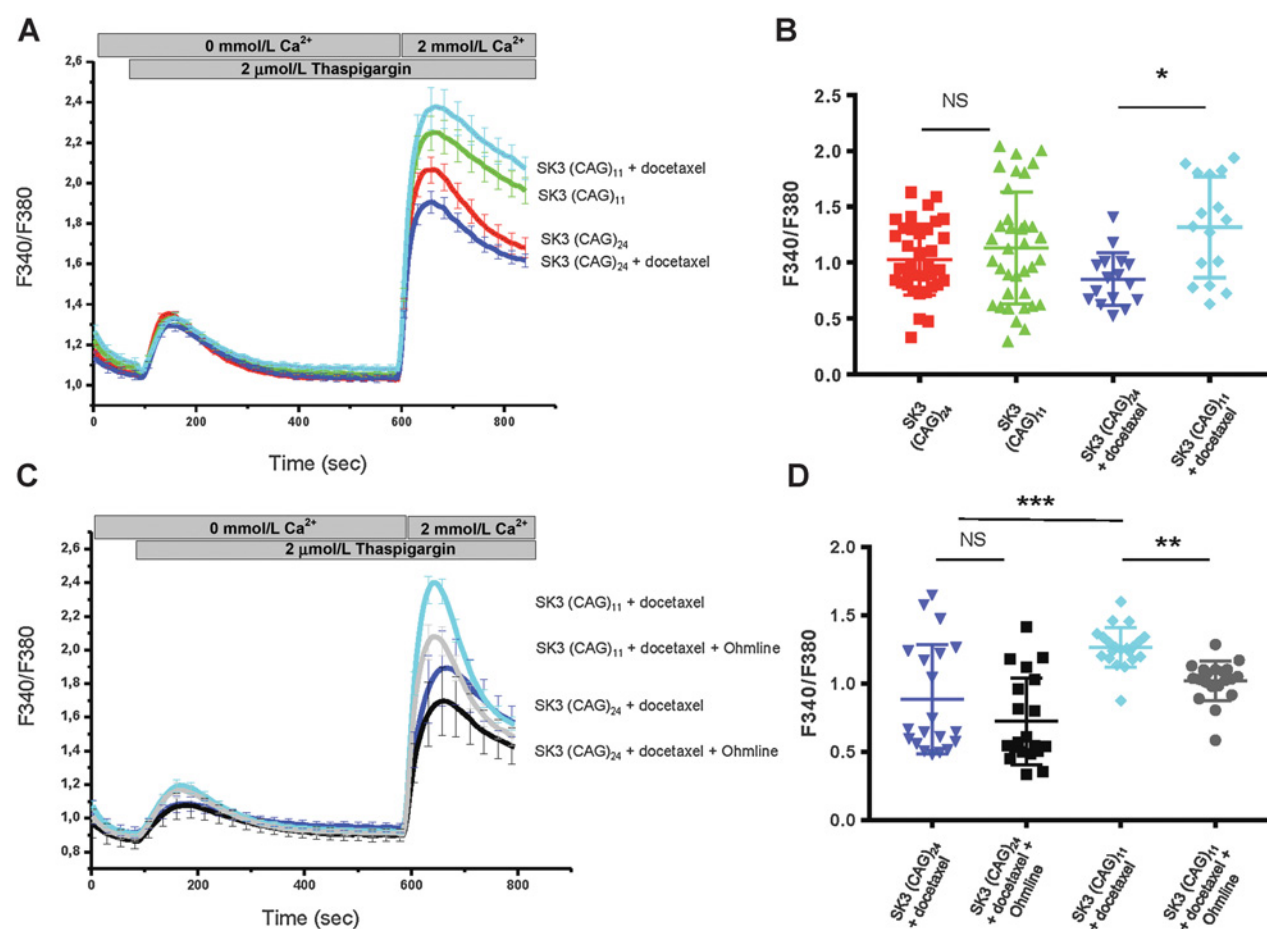 A
0 mmol/L Ca²⁺
2 mmol/L Ca²⁺
2 μmol/L Thaspigargin
2,6
2,4
2,2
2,0
1,8
1,6
1,4
1,2
1,0
F340/F380
0
200
400
600
800
Time (sec)
SK3 (CAG)₁₁ + docetaxel
SK3 (CAG)₁₁
SK3 (CAG)₂₄
SK3 (CAG)₂₄ + docetaxel
B
NS
*
2.5
2.0
1.5
1.0
0.5
0.0
F340/F380
SK3
(CAG)₂₄
SK3
(CAG)₁₁
SK3 (CAG)₂₄
+ docetaxel
SK3 (CAG)₁₁
+ docetaxel
C
0 mmol/L Ca²⁺
2 mmol/L Ca²⁺
2 μmol/L Thaspigargin
2,6
2,4
2,2
2,0
1,8
1,6
1,4
1,2
1,0
0,8
F340/F380
0
200
400
600
800
Time (sec)
SK3 (CAG)₁₁ + docetaxel
SK3 (CAG)₁₁ + docetaxel + Ohmline
SK3 (CAG)₂₄ + docetaxel
SK3 (CAG)₂₄ + docetaxel + Ohmline
D
***
NS
**
2.0
1.5
1.0
0.5
0.0
F340/F380
SK3 (CAG)₂₄
+ docetaxel
SK3 (CAG)₂₄
+ docetaxel +
Ohmline
SK3 (CAG)₁₁
+ docetaxel
SK3 (CAG)₁₁
+ docetaxel +
Ohmline